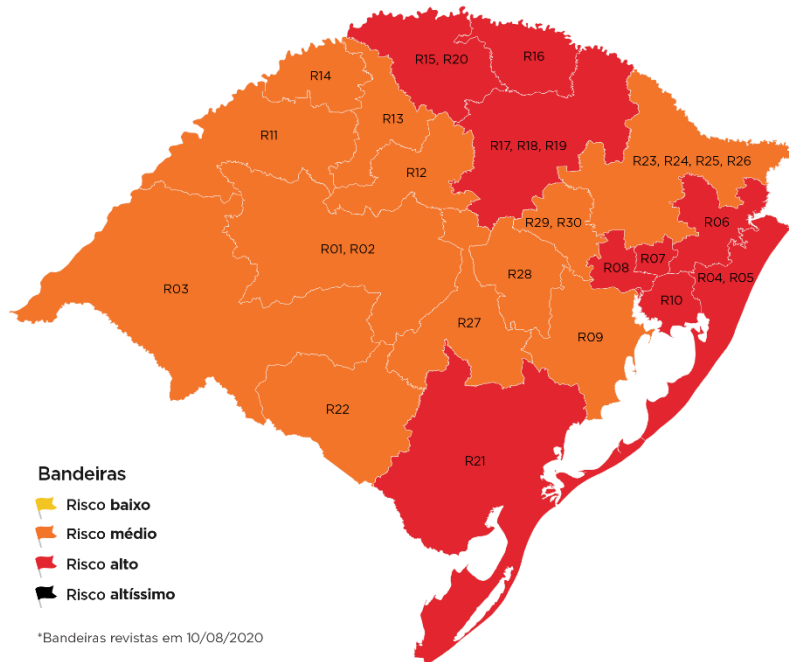 R15, R20
R16
R14
R13
R11
R17, R18, R19
R23, R24, R25, R26
R12
R29, R30
R06
R01, R02
R07
R08
R28
R04, R05
R03
R10
R27
R09
R22
R21
Bandeiras
Risco baixo
Risco médio
Risco alto
Risco altíssimo
*Bandeiras revistas em 10/08/2020